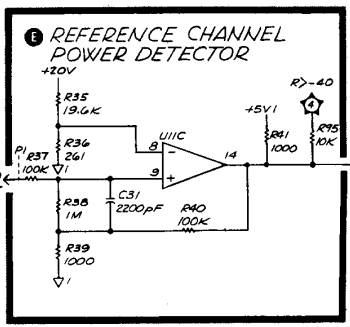 E REFERENCE CHANNEL
POWER DETECTOR
+20V
R>-40
R35
19.6K
+5V1
4
U11C
P1
R36
261
8
-
14
R41
1000
R95
10K
R37
100K
1
9
+
R38
1M
C31
2200pF
R40
100K
R39
1000
1